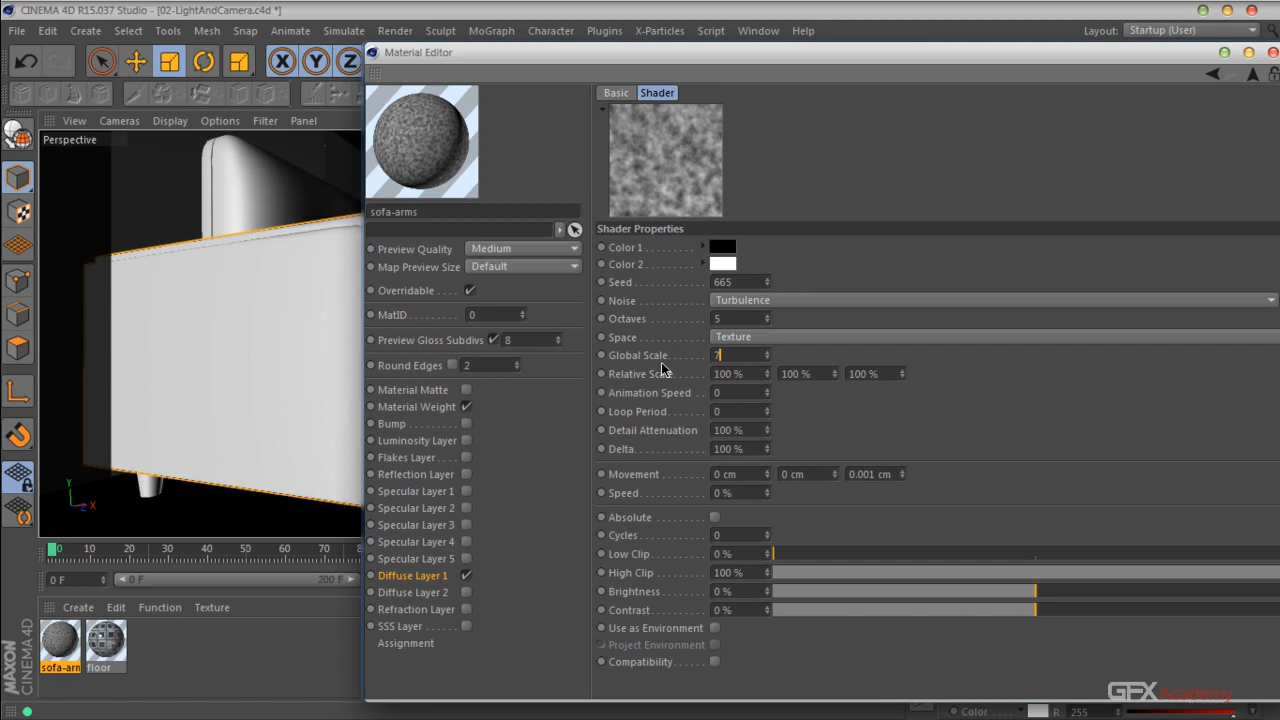 CINEMA 4D R15.037 Studio - [02-LightAndCamera.c4d *]
File Edit Create Select Tools Mesh Snap Animate Simulate Render Sculpt MoGraph Character Plugins X-Particles Script Window Help Layout: Startup (User)
Material Editor
X Y Z
View Cameras Display Options Filter Panel
Perspective
Basic Shader
sofa-arms
Preview Quality Medium
Map Preview Size Default
Overridable . . . . ✓
MatID . . . . . . . . . 0
Preview Gloss Subdivs ✓ 8
Round Edges 2
Material Matte
Material Weight ✓
Bump . . . . . . .
Luminosity Layer
Flakes Layer . . . .
Reflection Layer
Specular Layer 1
Specular Layer 2
Specular Layer 3
Specular Layer 4
Specular Layer 5
Diffuse Layer 1 ✓
Diffuse Layer 2
Refraction Layer
SSS Layer . . . . . .
Assignment
Shader Properties
Color 1 . . . . . . . .
Color 2 . . . . . . . .
Seed . . . . . . . . . . 665
Noise . . . . . . . . . Turbulence
Octaves . . . . . . . 5
Space . . . . . . . . . Texture
Global Scale. . . . . 7
Relative Sc 100 % 100 % 100 %
Animation Speed . . 0
Loop Period. . . . . . 0
Detail Attenuation 100 %
Delta. . . . . . . . . . 100 %
Movement . . . . . . 0 cm 0 cm 0.001 cm
Speed. . . . . . . . . . 0 %
Absolute . . . . . . .
Cycles . . . . . . . . . 0
Low Clip . . . . . . . . 0 %
High Clip . . . . . . . 100 %
Brightness . . . . . . 0 %
Contrast . . . . . . . . 0 %
Use as Environment
Project Environment
Compatibility. . . . .
Y
Z X
0 10 20 30 40 50 60 70 8
0 F 0 F 200 F
Create Edit Function Texture
sofa-arm floor
MAXON
CINEMA 4D
GFXAcademy
Color . . . . R 255